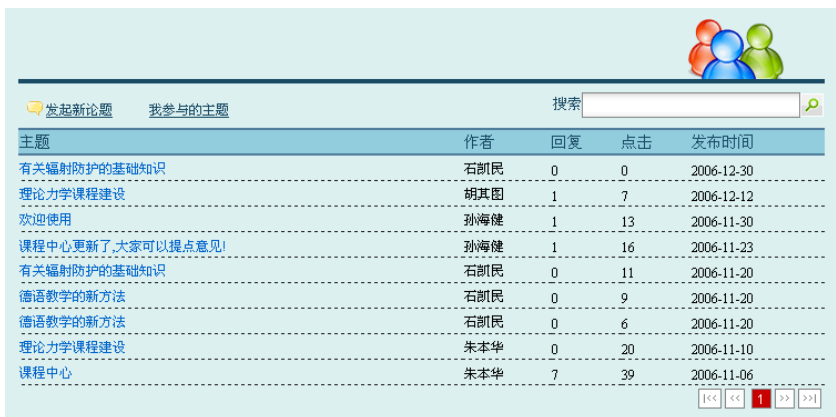 发起新论题 我参与的主题 搜索
主题 作者 回复 点击 发布时间
有关辐射防护的基础知识 石凯民 0 0 2006-12-30
理论力学课程建设 胡其图 1 7 2006-12-12
欢迎使用 孙海健 1 13 2006-11-30
课程中心更新了,大家可以提点意见! 孙海健 1 16 2006-11-23
有关辐射防护的基础知识 石凯民 0 11 2006-11-20
德语教学的新方法 石凯民 0 9 2006-11-20
德语教学的新方法 石凯民 0 6 2006-11-20
理论力学课程建设 朱本华 0 20 2006-11-10
课程中心 朱本华 7 39 2006-11-06
|<< << 1 >> >>|